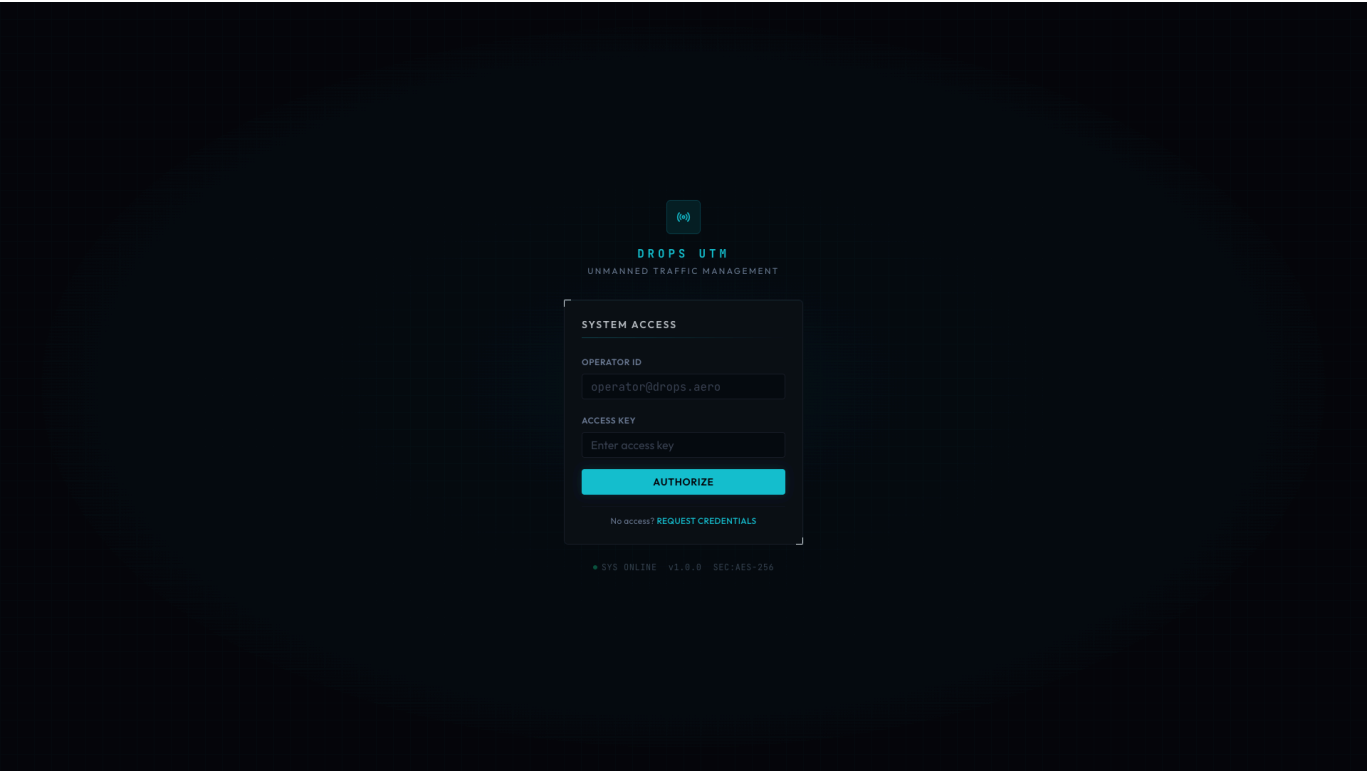 DROPS UTM
UNMANNED TRAFFIC MANAGEMENT
SYSTEM ACCESS
OPERATOR ID
operator@drops.aero
ACCESS KEY
Enter access key
AUTHORIZE
No access? REQUEST CREDENTIALS
SYS ONLINE v1.0.0 SEC:AES-256